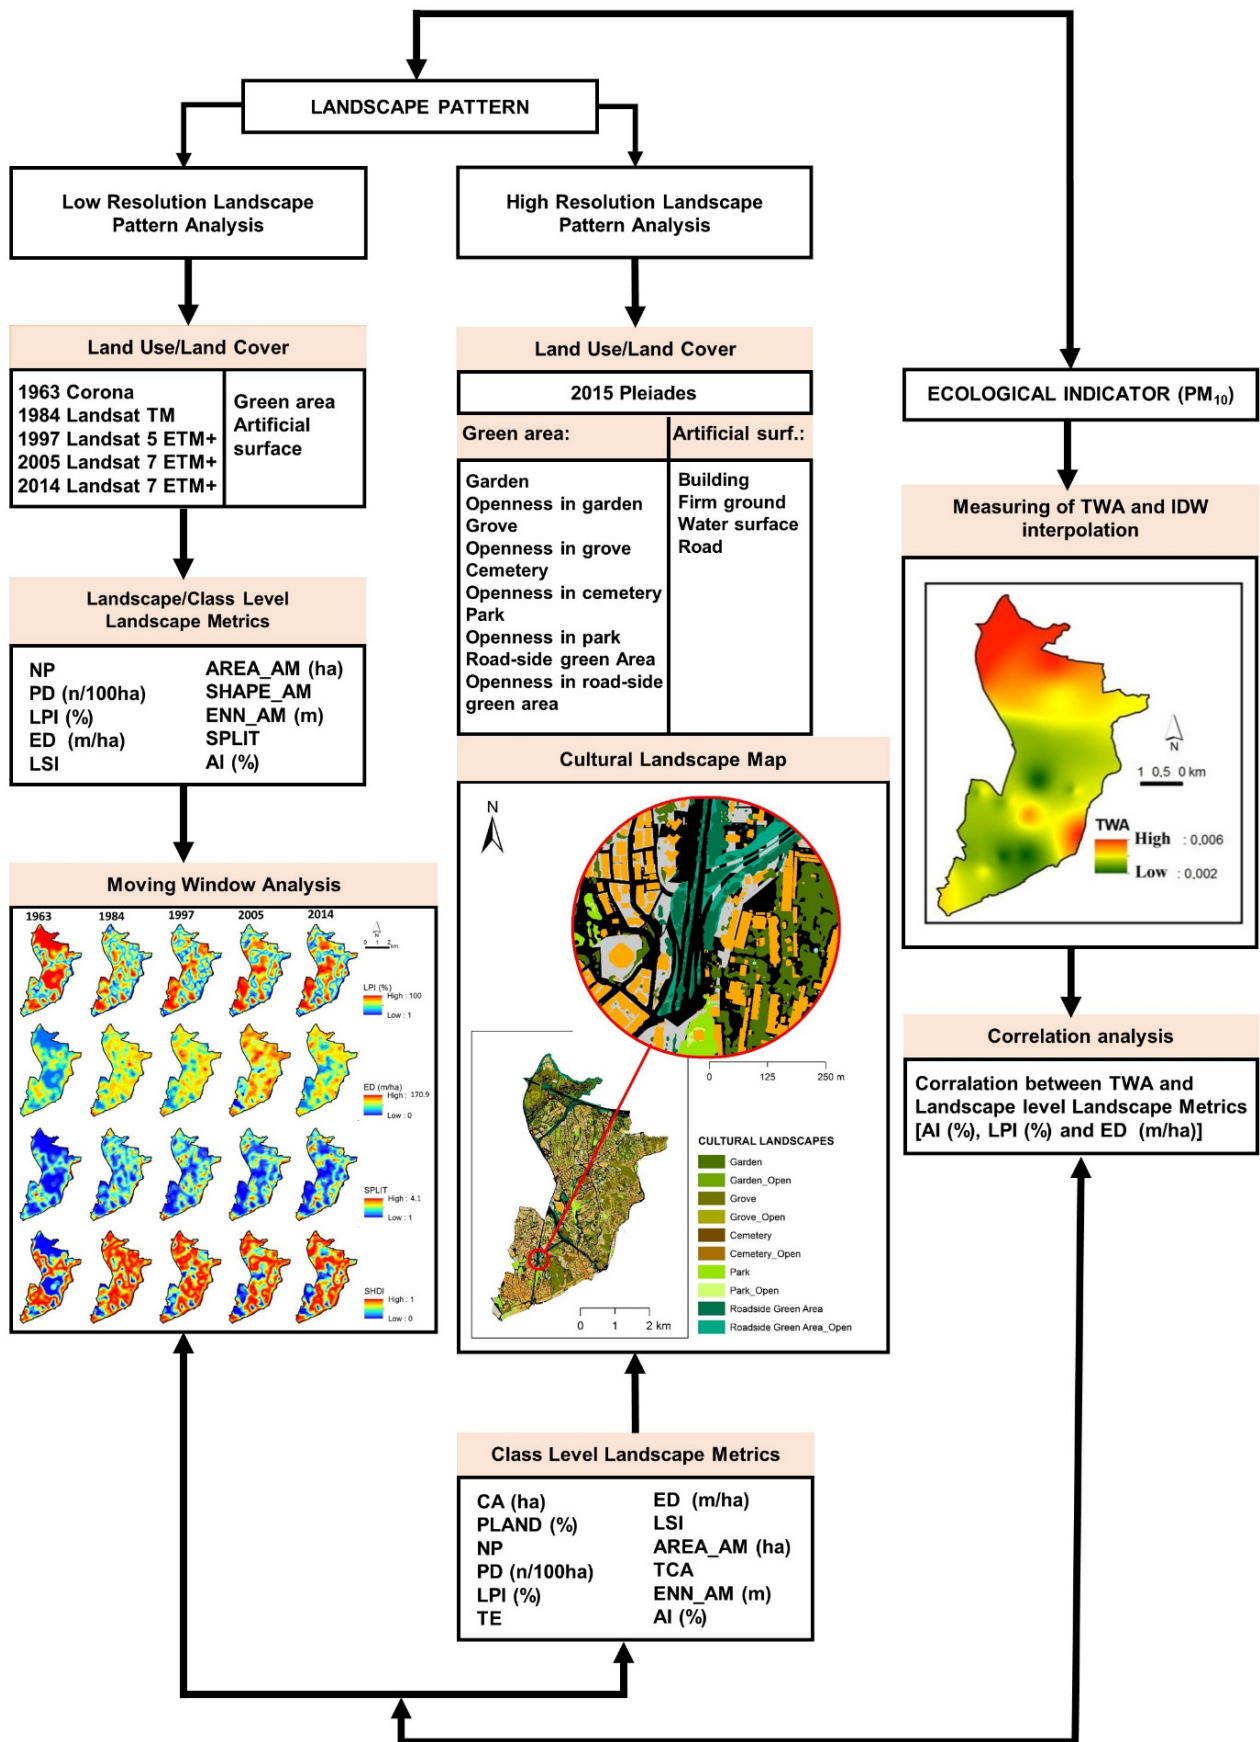 LANDSCAPE PATTERN
Low Resolution Landscape
Pattern Analysis
Land Use/Land Cover
1963 Corona
1984 Landsat TM
1997 Landsat 5 ETM+
2005 Landsat 7 ETM+
2014 Landsat 7 ETM+
Green area
Artificial
surface
Landscape/Class Level
Landscape Metrics
NP
PD (n/100ha)
LPI (%)
ED (m/ha)
LSI
AREA_AM (ha)
SHAPE_AM
ENN_AM (m)
SPLIT
AI (%)
Moving Window Analysis
1963 1984 1997 2005 2014
N
0 1 2
km
LPI (%)
High : 100
Low : 1
ED (m/ha)
High : 170.9
Low : 0
SPLIT
High : 4.1
Low : 1
SHDI
High : 1
Low : 0
High Resolution Landscape
Pattern Analysis
Land Use/Land Cover
2015 Pleiades
Green area:
Garden
Openness in garden
Grove
Openness in grove
Cemetery
Openness in cemetery
Park
Openness in park
Road-side green Area
Openness in road-side
green area
Artificial surf.:
Building
Firm ground
Water surface
Road
Cultural Landscape Map
N
0 125 250 m
CULTURAL LANDSCAPES
Garden
Garden_Open
Grove
Grove_Open
Cemetery
Cemetery_Open
Park
Park_Open
Roadside Green Area
Roadside Green Area_Open
0 1 2 km
Class Level Landscape Metrics
CA (ha)
PLAND (%)
NP
PD (n/100ha)
LPI (%)
TE
ED (m/ha)
LSI
AREA_AM (ha)
TCA
ENN_AM (m)
AI (%)
ECOLOGICAL INDICATOR (PM₁₀)
Measuring of TWA and IDW
interpolation
N
1 0,5 0 km
TWA
High : 0,006
Low : 0,002
Correlation analysis
Corralation between TWA and
Landscape level Landscape Metrics
[AI (%), LPI (%) and ED (m/ha)]